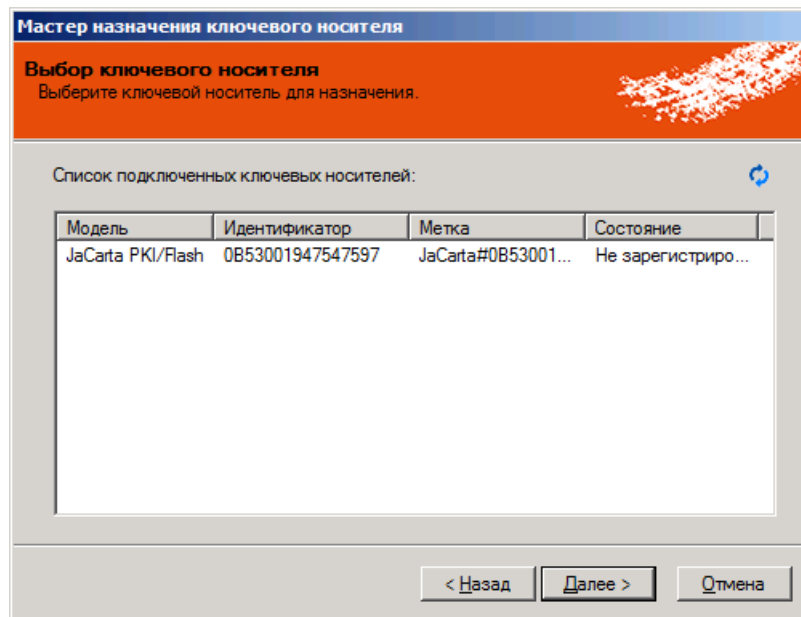 Мастер назначения ключевого носителя
Выбор ключевого носителя
Выберите ключевой носитель для назначения.
Список подключенных ключевых носителей:
Модель Идентификатор Метка Состояние
JaCarta PKI/Flash 0B53001947547597 JaCarta#0B53001... Не зарегистриро...
< Назад Далее > Отмена